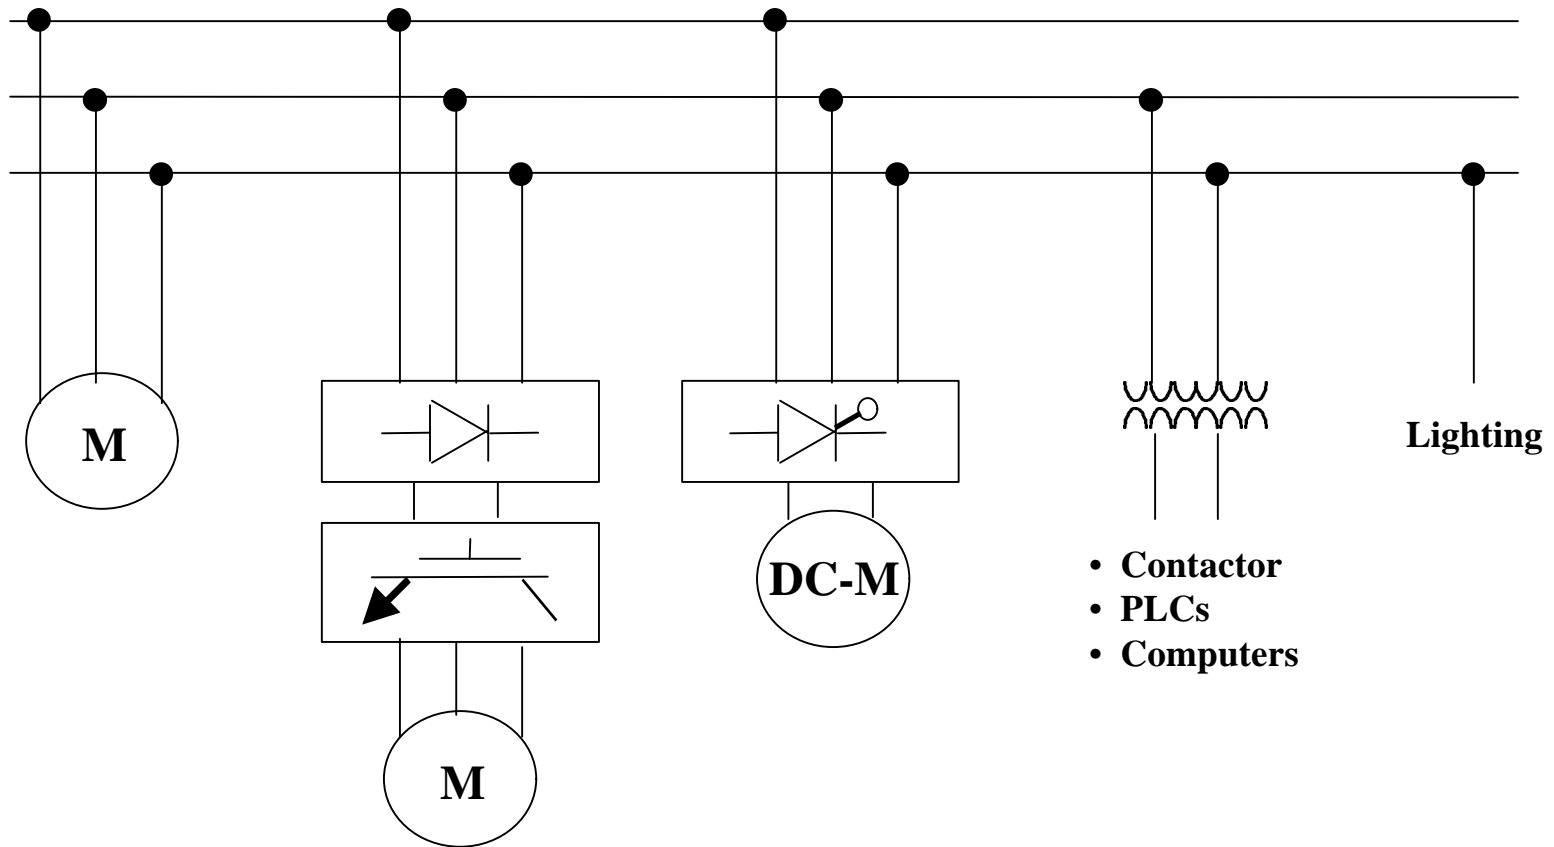 M
Lighting
DC-M
• Contactor
• PLCs
• Computers
M